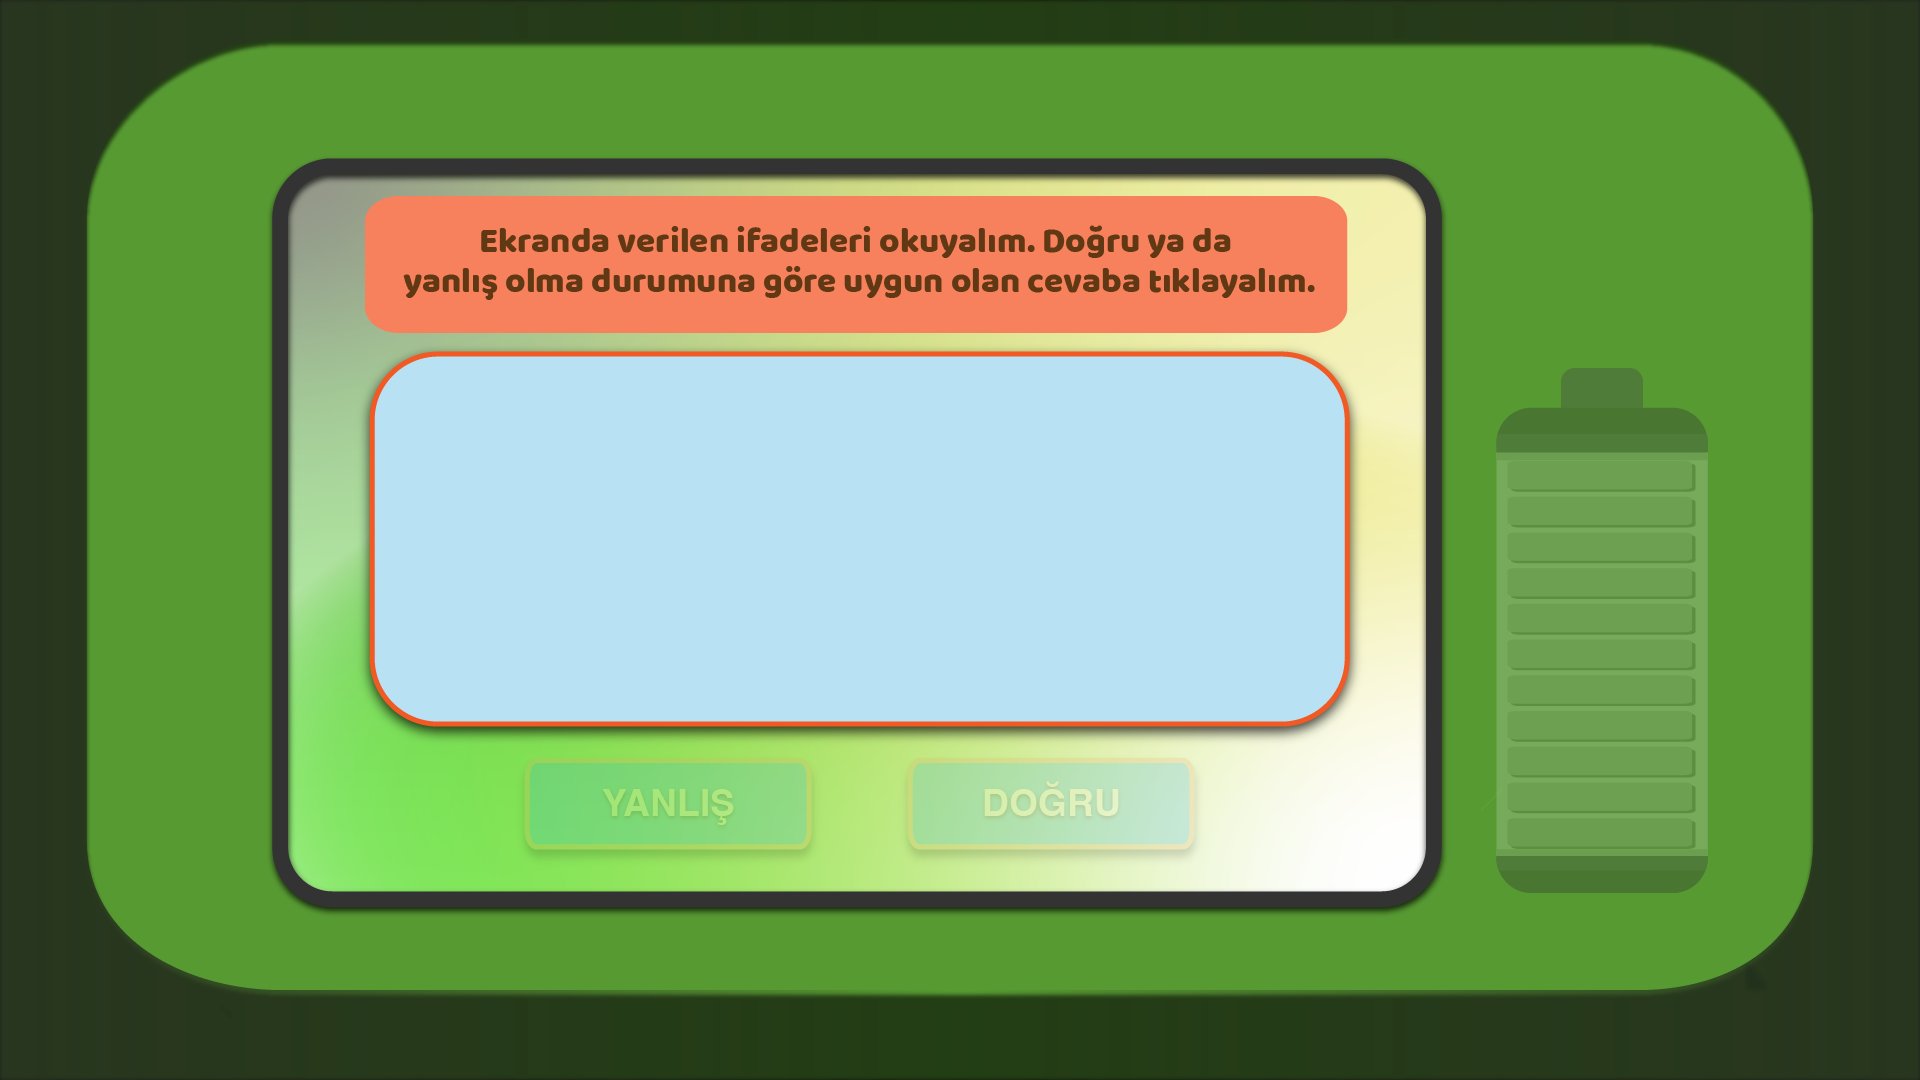 Ekranda verilen ifadeleri okuyalım. Doğru ya da
yanlış olma durumuna göre uygun olan cevaba tıklayalım.
YANLIŞ
DOĞRU